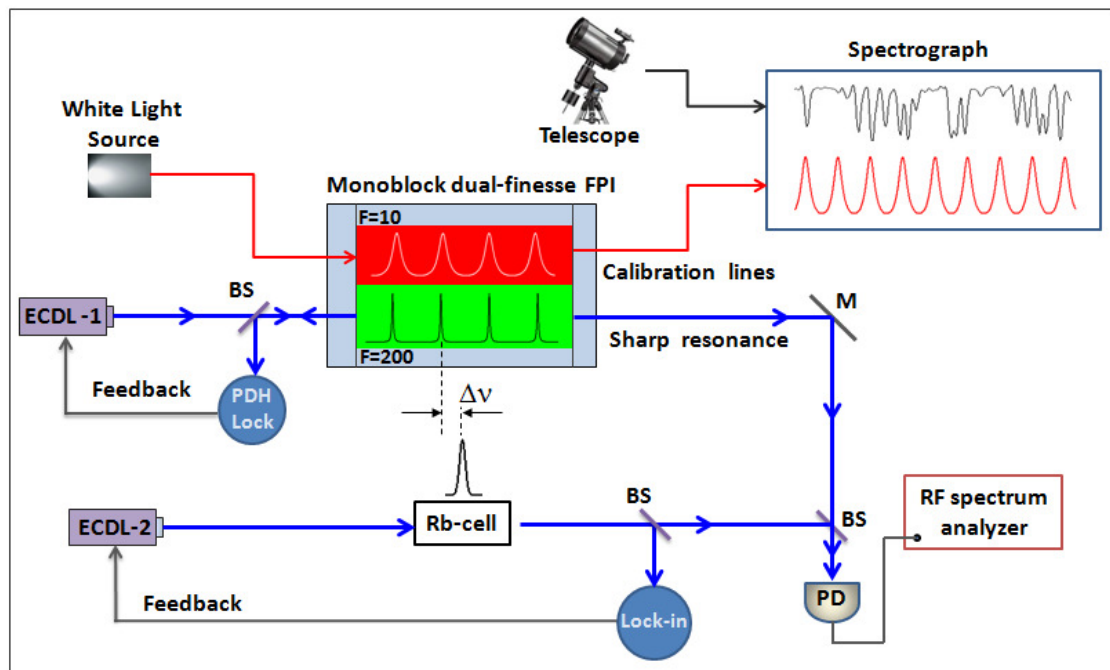 Spectrograph
White Light
Source
Telescope
Monoblock dual-finesse FPI
F=10
Calibration lines
BS
M
ECDL -1
Sharp resonance
F=200
Feedback
PDH
Lock
Δν
BS
RF spectrum
analyzer
ECDL-2
Rb-cell
BS
Feedback
Lock-in
PD